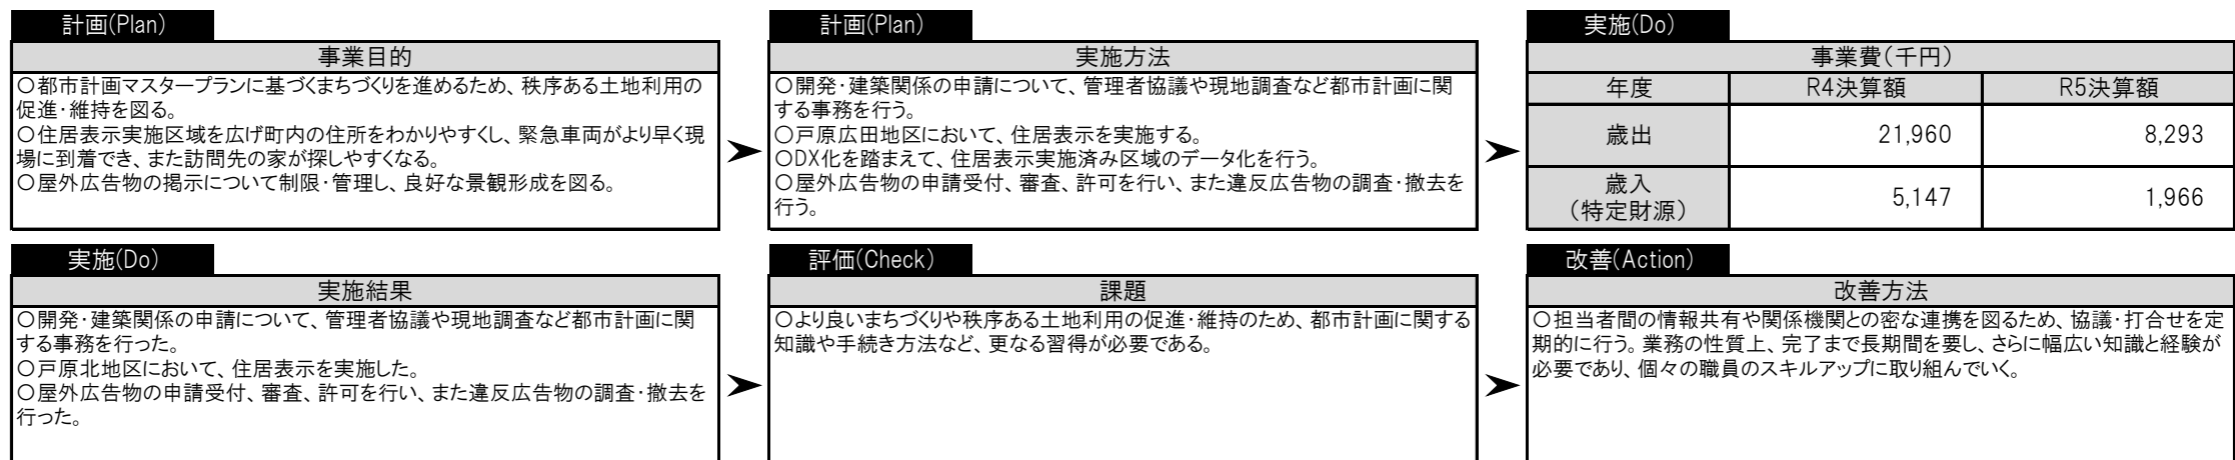 計画(Plan)
事業目的
○都市計画マスタープランに基づくまちづくりを進めるため、秩序ある土地利用の
促進・維持を図る。
○住居表示実施区域を広げ町内の住所をわかりやすくし、緊急車両がより早く現
場に到着でき、また訪問先の家が探しやすくなる。
○屋外広告物の掲示について制限・管理し、良好な景観形成を図る。
計画(Plan)
実施方法
○開発・建築関係の申請について、管理者協議や現地調査など都市計画に関
する事務を行う。
○戸原広田地区において、住居表示を実施する。
○DX化を踏まえて、住居表示実施済み区域のデータ化を行う。
○屋外広告物の申請受付、審査、許可を行い、また違反広告物の調査・撤去を
行う。
実施(Do)
事業費(千円)
年度 R4決算額 R5決算額
歳出 21,960 8,293
歳入
(特定財源) 5,147 1,966
実施(Do)
実施結果
○開発・建築関係の申請について、管理者協議や現地調査など都市計画に関
する事務を行った。
○戸原北地区において、住居表示を実施した。
○屋外広告物の申請受付、審査、許可を行い、また違反広告物の調査・撤去を
行った。
評価(Check)
課題
○より良いまちづくりや秩序ある土地利用の促進・維持のため、都市計画に関する
知識や手続き方法など、更なる習得が必要である。
改善(Action)
改善方法
○担当者間の情報共有や関係機関との密な連携を図るため、協議・打合せを定
期的に行う。業務の性質上、完了まで長期間を要し、さらに幅広い知識と経験が
必要であり、個々の職員のスキルアップに取り組んでいく。